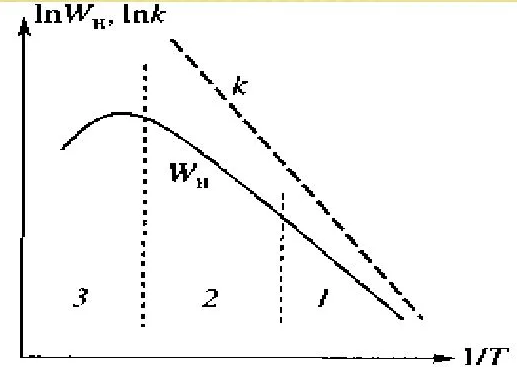 lnWн, lnk
k
Wн
3 2 1
1/T